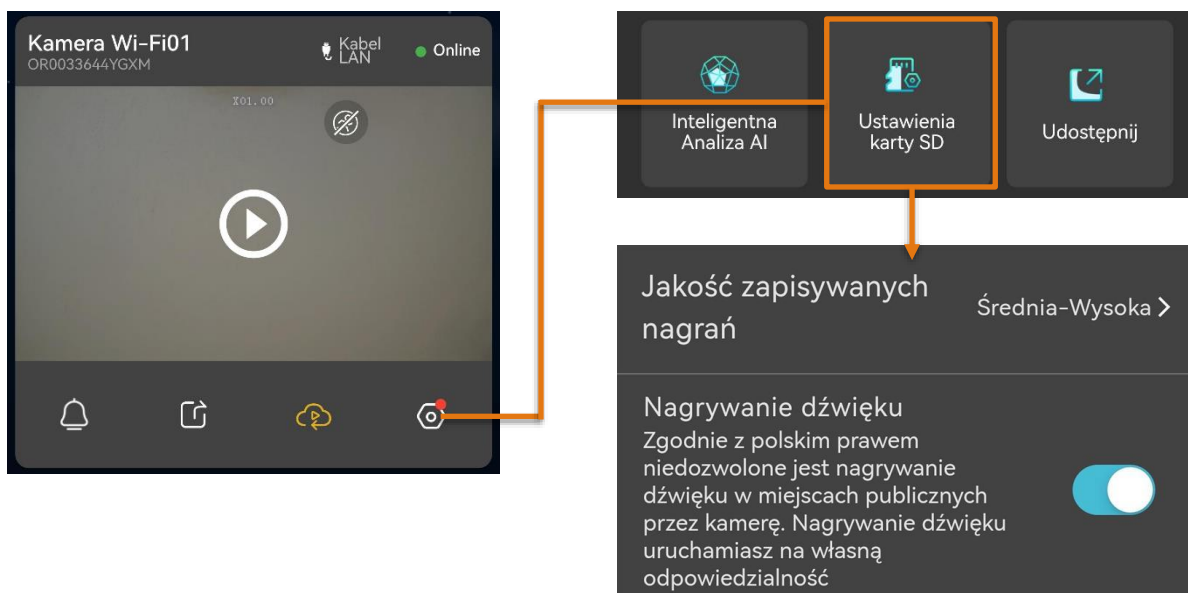 Kamera Wi-Fi01
OR0033644YGXM
Kabel
LAN
Online
X01.00
Inteligentna
Analiza AI
Ustawienia
karty SD
Udostępnij
Jakość zapisywanych
nagrań
Średnia-Wysoka
Nagrywanie dźwięku
Zgodnie z polskim prawem
niedozwolone jest nagrywanie
dźwięku w miejscach publicznych
przez kamerę. Nagrywanie dźwięku
uruchamiasz na własną
odpowiedzialność